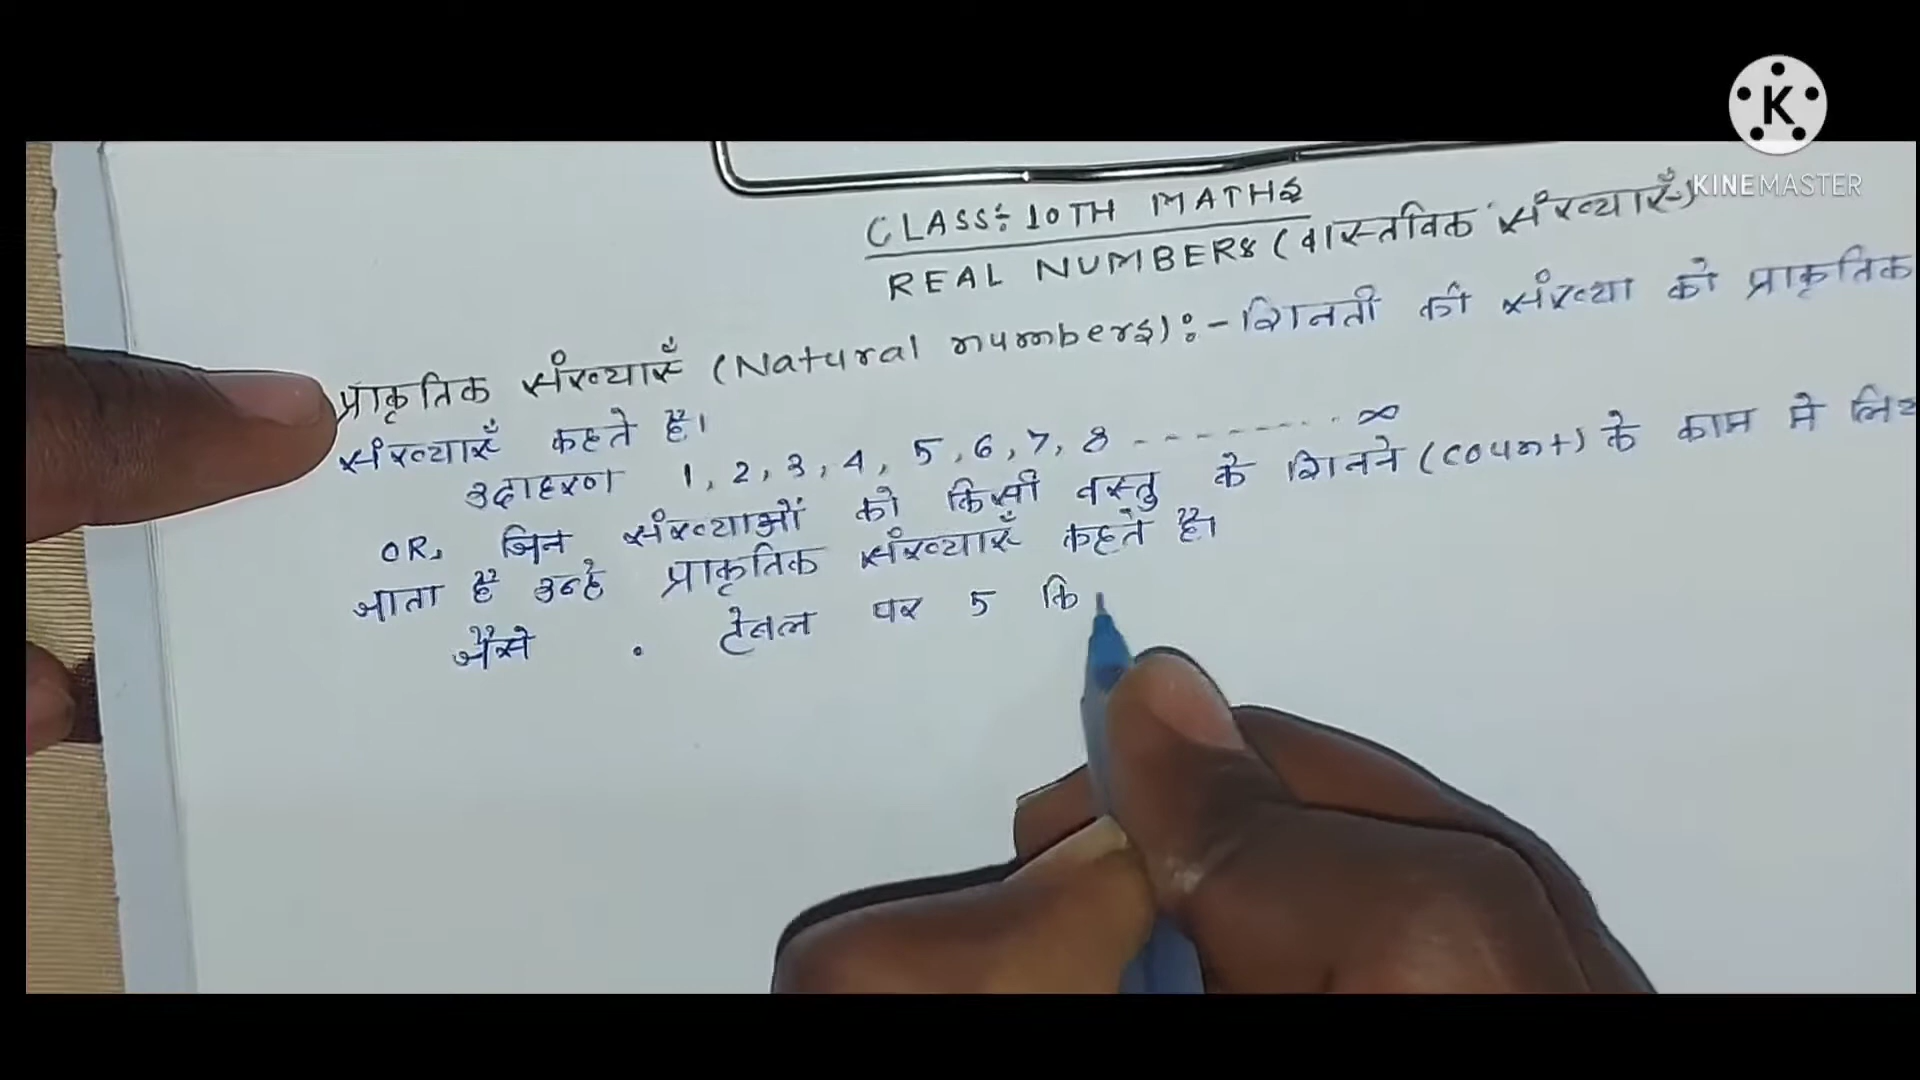 K
KINEMASTER
CLASS: 10TH MATHS
REAL NUMBERS (वास्तविक संख्याएँ)
प्राकृतिक संख्याएँ (Natural numbers) :- गिनती की संख्या को प्राकृतिक
संख्याएँ कहते है।
उदाहरण 1, 2, 3, 4, 5, 6, 7, 8 --------- ∞
OR, जिन संख्याओं को किसी वस्तु के गिनने (count) के काम मे लिय
जाता है उन्हे प्राकृतिक संख्याएँ कहते है।
जैसे . टेबल पर 5 कि